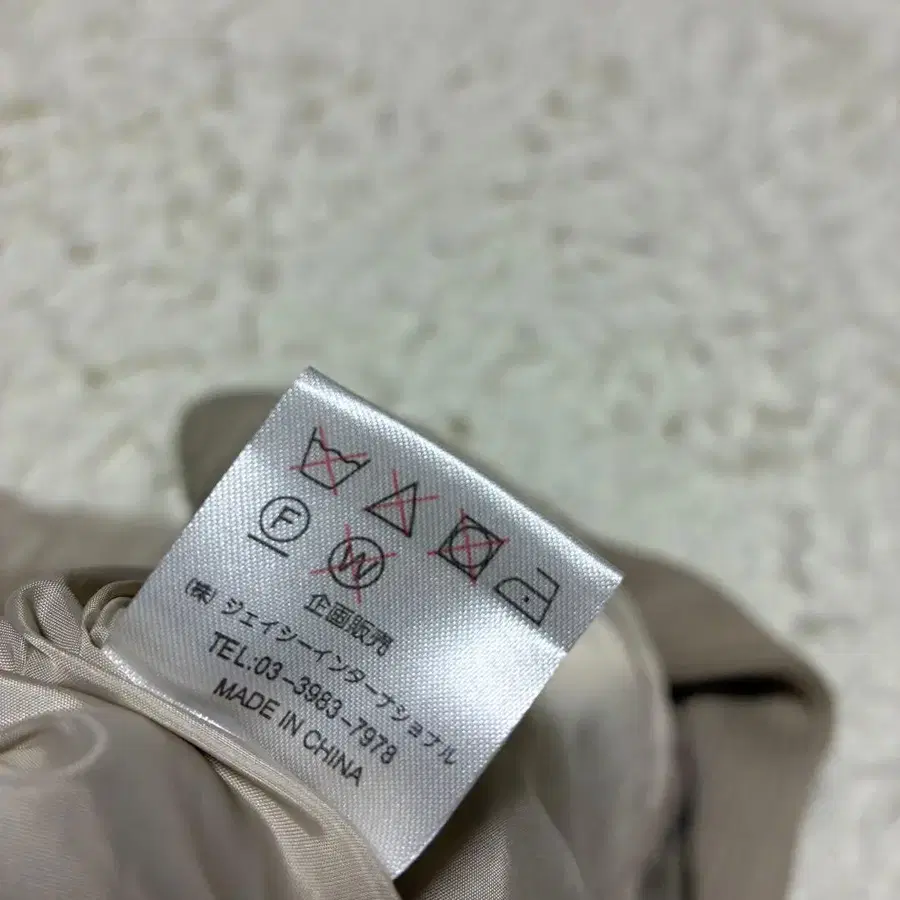 F
W
企画販売
(株) ジェイシーインターナショナル
TEL:03-3983-7978
MADE IN CHINA